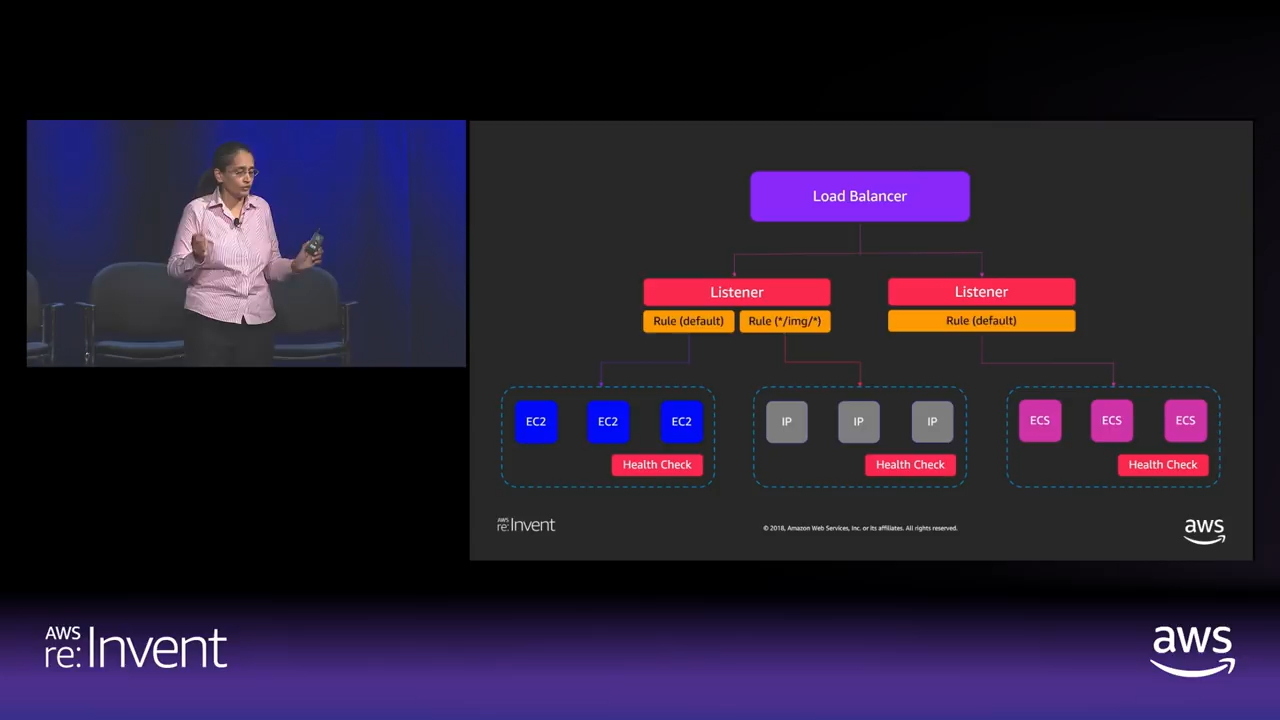 Load Balancer
Listener
Listener
Rule (default)
Rule (*/img/*)
Rule (default)
EC2
EC2
EC2
IP
IP
IP
ECS
ECS
ECS
Health Check
Health Check
Health Check
AWS
re:Invent
© 2018, Amazon Web Services, Inc. or its affiliates. All rights reserved.
aws
AWS
re:Invent
aws